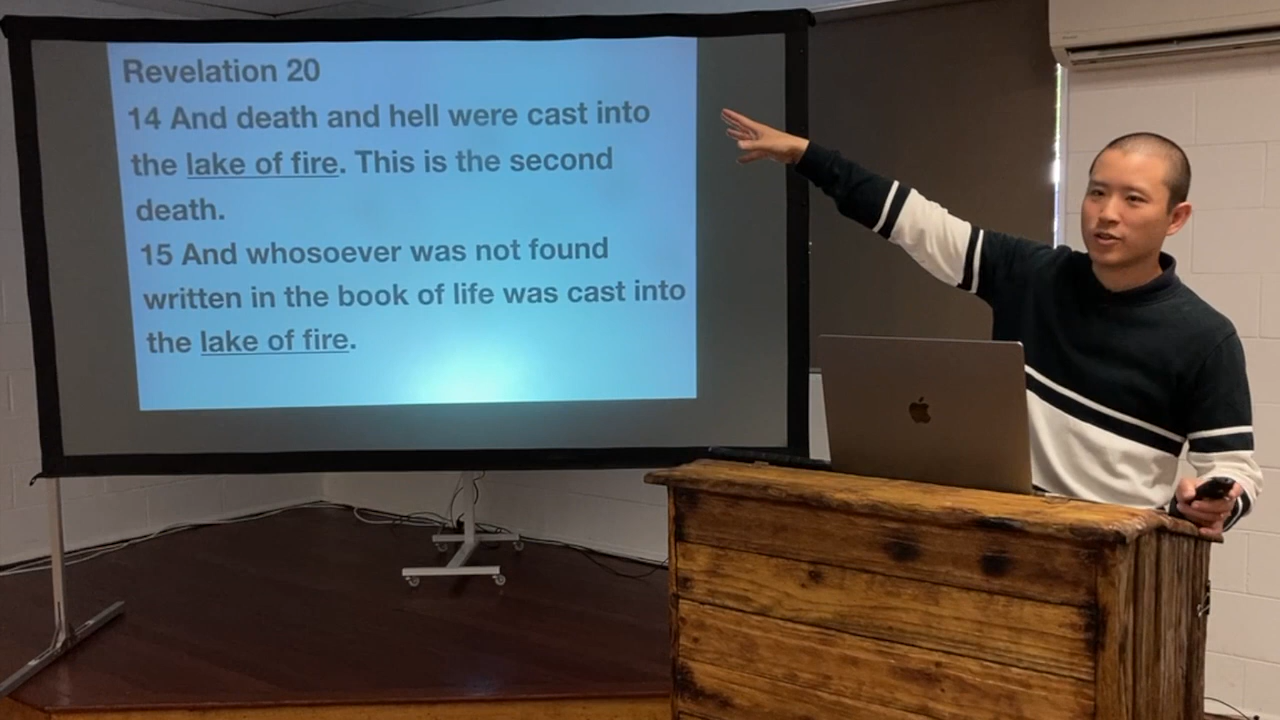 Revelation 20
14 And death and hell were cast into
the lake of fire. This is the second
death.
15 And whosoever was not found
written in the book of life was cast into
the lake of fire.